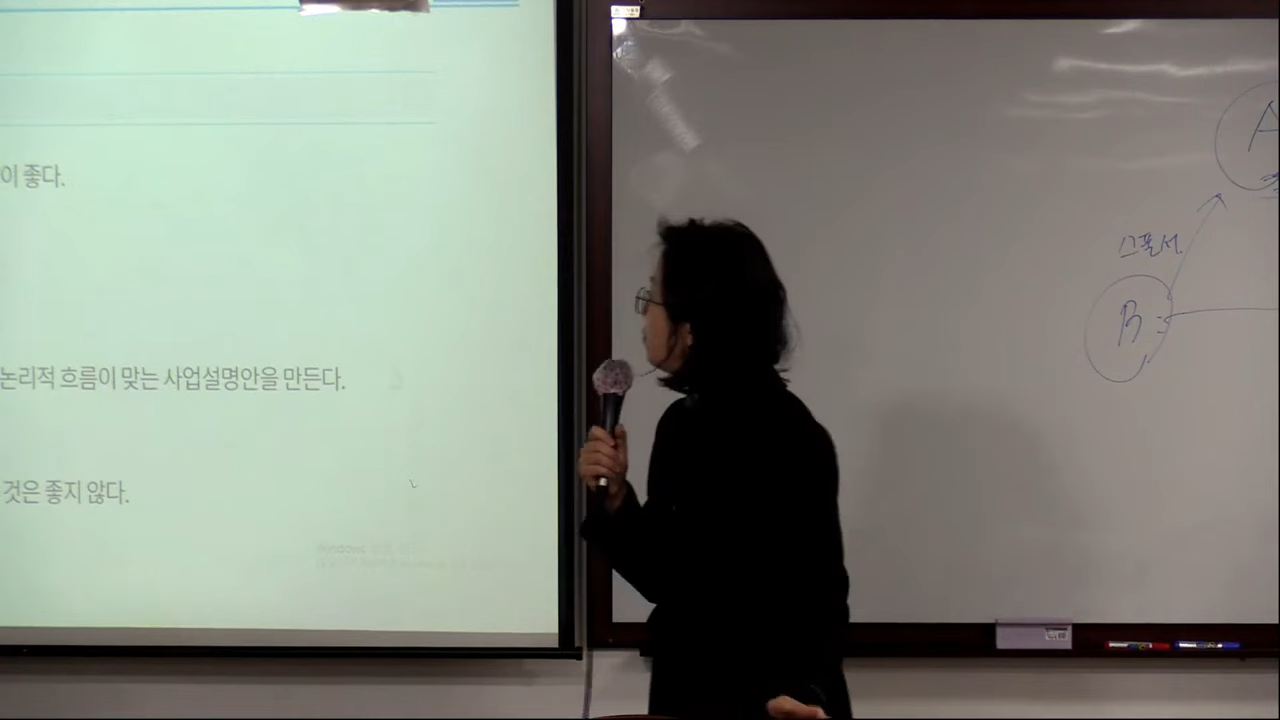 이 좋다.
논리적 흐름이 맞는 사업설명안을 만든다.
것은 좋지 않다.
A
스폰서
B